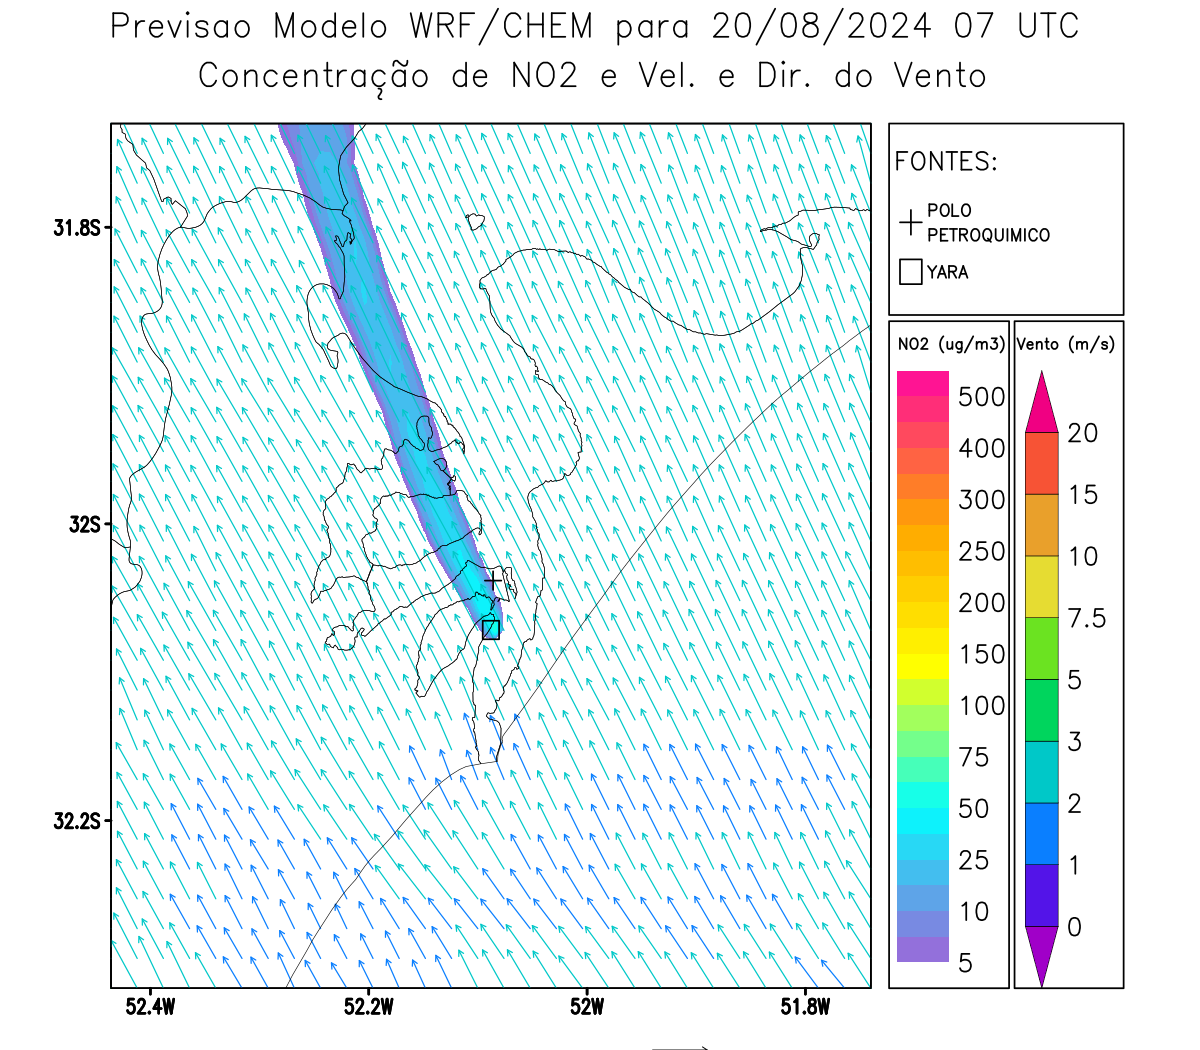 Previsao Modelo WRF/CHEM para 20/08/2024 07 UTC
Concentração de NO2 e Vel. e Dir. do Vento
FONTES:
POLO
PETROQUIMICO
YARA
NO2 (ug/m3)
500
400
300
250
200
150
100
75
50
25
10
5
Vento (m/s)
20
15
10
7.5
5
3
2
1
0
31.8S
32S
32.2S
52.4W
52.2W
52W
51.8W